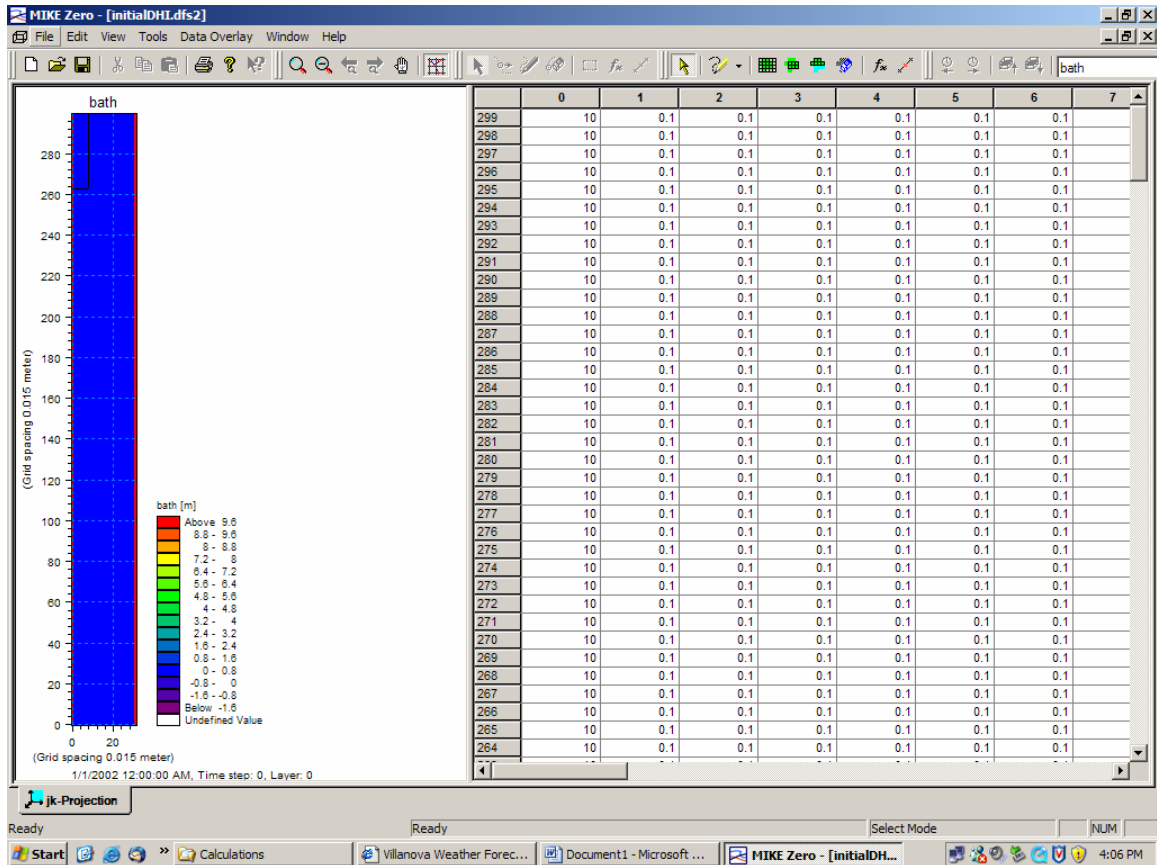 MIKE Zero - [initialDHI.dfs2]
File Edit View Tools Data Overlay Window Help
bath
bath
280
260
240
220
200
180
160
140
120
100
80
60
40
20
0
(Grid spacing 0.015 meter)
0 20
(Grid spacing 0.015 meter)
1/1/2002 12:00:00 AM, Time step: 0, Layer: 0
bath [m]
Above 9.6
8.8 - 9.6
8 - 8.8
7.2 - 8
6.4 - 7.2
5.6 - 6.4
4.8 - 5.6
4 - 4.8
3.2 - 4
2.4 - 3.2
1.6 - 2.4
0.8 - 1.6
0 - 0.8
-0.8 - 0
-1.6 - -0.8
Below -1.6
Undefined Value
0 1 2 3 4 5 6 7
299 10 0.1 0.1 0.1 0.1 0.1 0.1
298 10 0.1 0.1 0.1 0.1 0.1 0.1
297 10 0.1 0.1 0.1 0.1 0.1 0.1
296 10 0.1 0.1 0.1 0.1 0.1 0.1
295 10 0.1 0.1 0.1 0.1 0.1 0.1
294 10 0.1 0.1 0.1 0.1 0.1 0.1
293 10 0.1 0.1 0.1 0.1 0.1 0.1
292 10 0.1 0.1 0.1 0.1 0.1 0.1
291 10 0.1 0.1 0.1 0.1 0.1 0.1
290 10 0.1 0.1 0.1 0.1 0.1 0.1
289 10 0.1 0.1 0.1 0.1 0.1 0.1
288 10 0.1 0.1 0.1 0.1 0.1 0.1
287 10 0.1 0.1 0.1 0.1 0.1 0.1
286 10 0.1 0.1 0.1 0.1 0.1 0.1
285 10 0.1 0.1 0.1 0.1 0.1 0.1
284 10 0.1 0.1 0.1 0.1 0.1 0.1
283 10 0.1 0.1 0.1 0.1 0.1 0.1
282 10 0.1 0.1 0.1 0.1 0.1 0.1
281 10 0.1 0.1 0.1 0.1 0.1 0.1
280 10 0.1 0.1 0.1 0.1 0.1 0.1
279 10 0.1 0.1 0.1 0.1 0.1 0.1
278 10 0.1 0.1 0.1 0.1 0.1 0.1
277 10 0.1 0.1 0.1 0.1 0.1 0.1
276 10 0.1 0.1 0.1 0.1 0.1 0.1
275 10 0.1 0.1 0.1 0.1 0.1 0.1
274 10 0.1 0.1 0.1 0.1 0.1 0.1
273 10 0.1 0.1 0.1 0.1 0.1 0.1
272 10 0.1 0.1 0.1 0.1 0.1 0.1
271 10 0.1 0.1 0.1 0.1 0.1 0.1
270 10 0.1 0.1 0.1 0.1 0.1 0.1
269 10 0.1 0.1 0.1 0.1 0.1 0.1
268 10 0.1 0.1 0.1 0.1 0.1 0.1
267 10 0.1 0.1 0.1 0.1 0.1 0.1
266 10 0.1 0.1 0.1 0.1 0.1 0.1
265 10 0.1 0.1 0.1 0.1 0.1 0.1
264 10 0.1 0.1 0.1 0.1 0.1 0.1
jk-Projection
Ready Ready Select Mode NUM
Start » Calculations Villanova Weather Forec... Document1 - Microsoft ... MIKE Zero - [initialDH... 4:06 PM